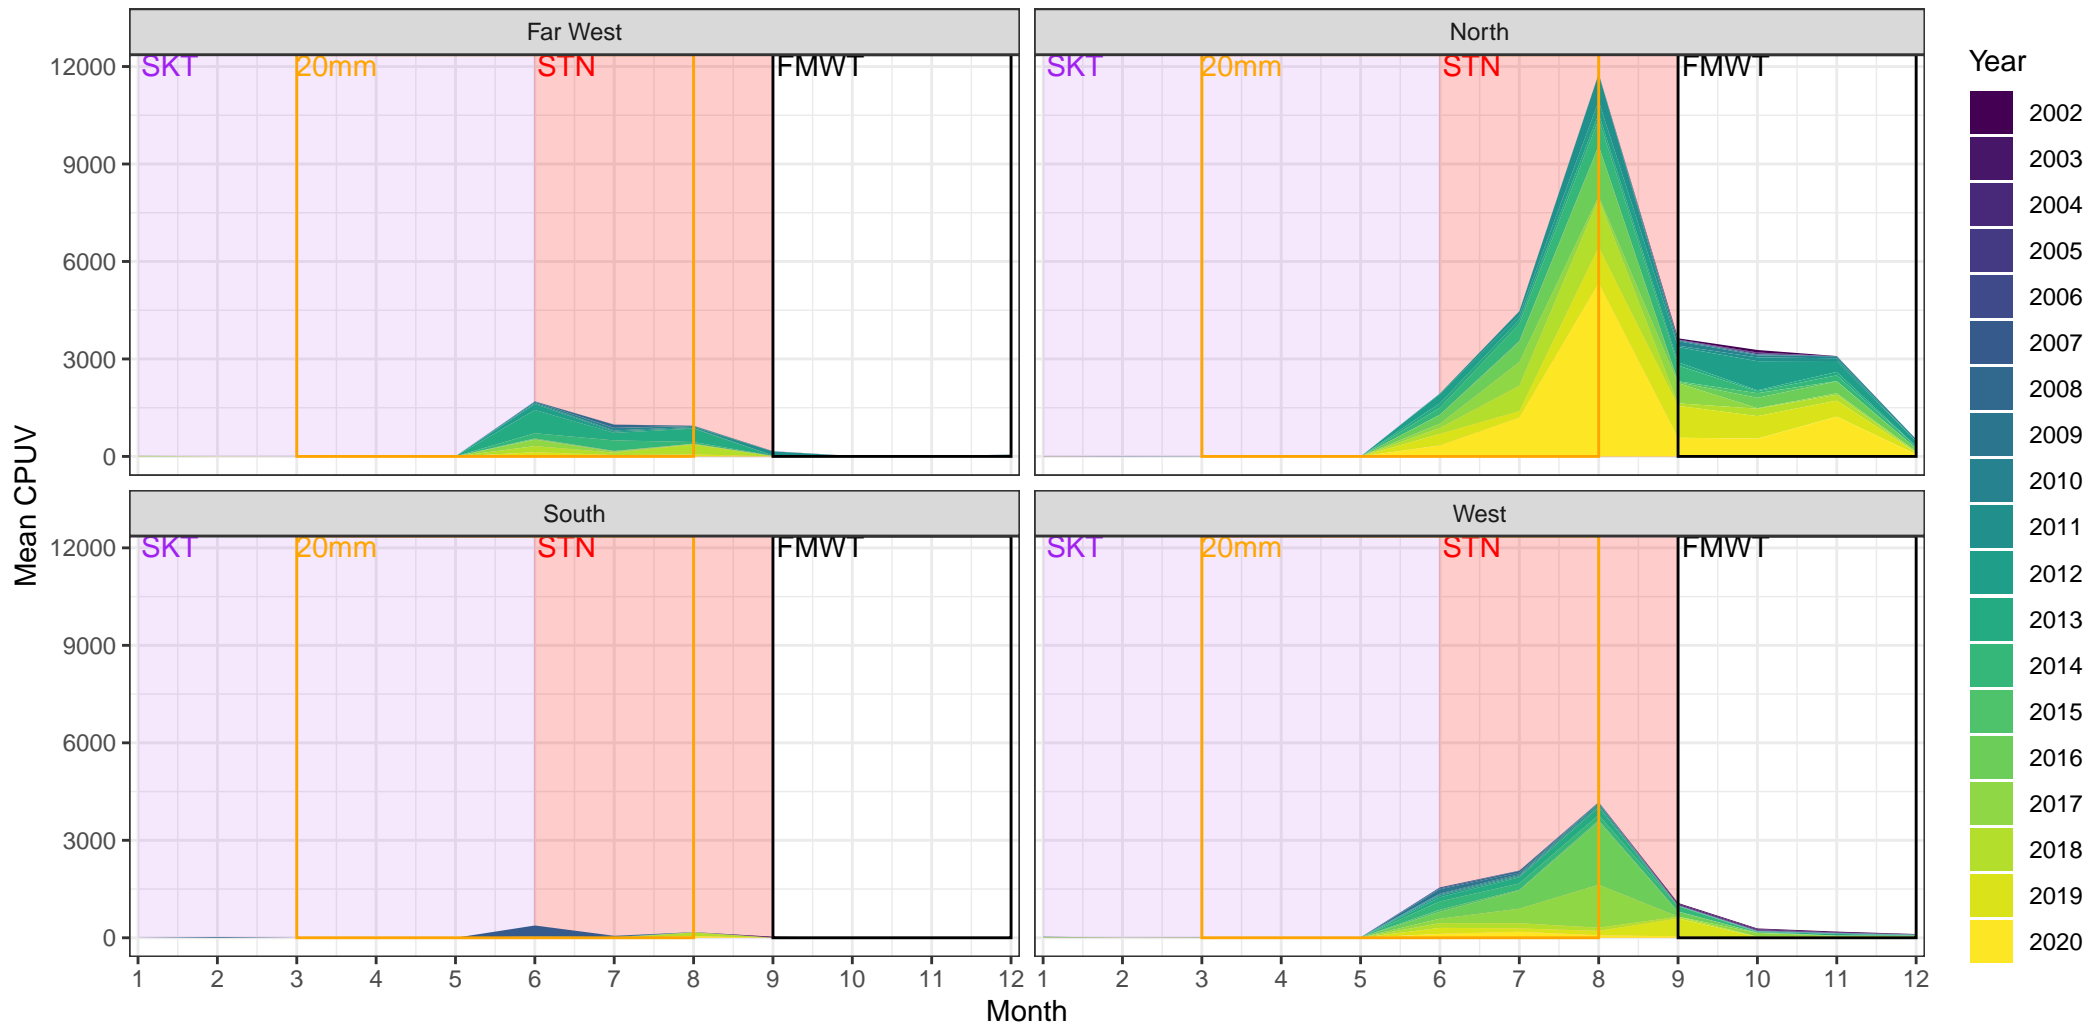 Far West
North
SKT 20mm STN FMWT
SKT 20mm STN FMWT
12000
9000
6000
3000
0
South
West
SKT 20mm STN FMWT
SKT 20mm STN FMWT
12000
9000
6000
3000
0
1 2 3 4 5 6 7 8 9 10 11 12
1 2 3 4 5 6 7 8 9 10 11 12
Month
Mean CPUV
Year
2002
2003
2004
2005
2006
2007
2008
2009
2010
2011
2012
2013
2014
2015
2016
2017
2018
2019
2020